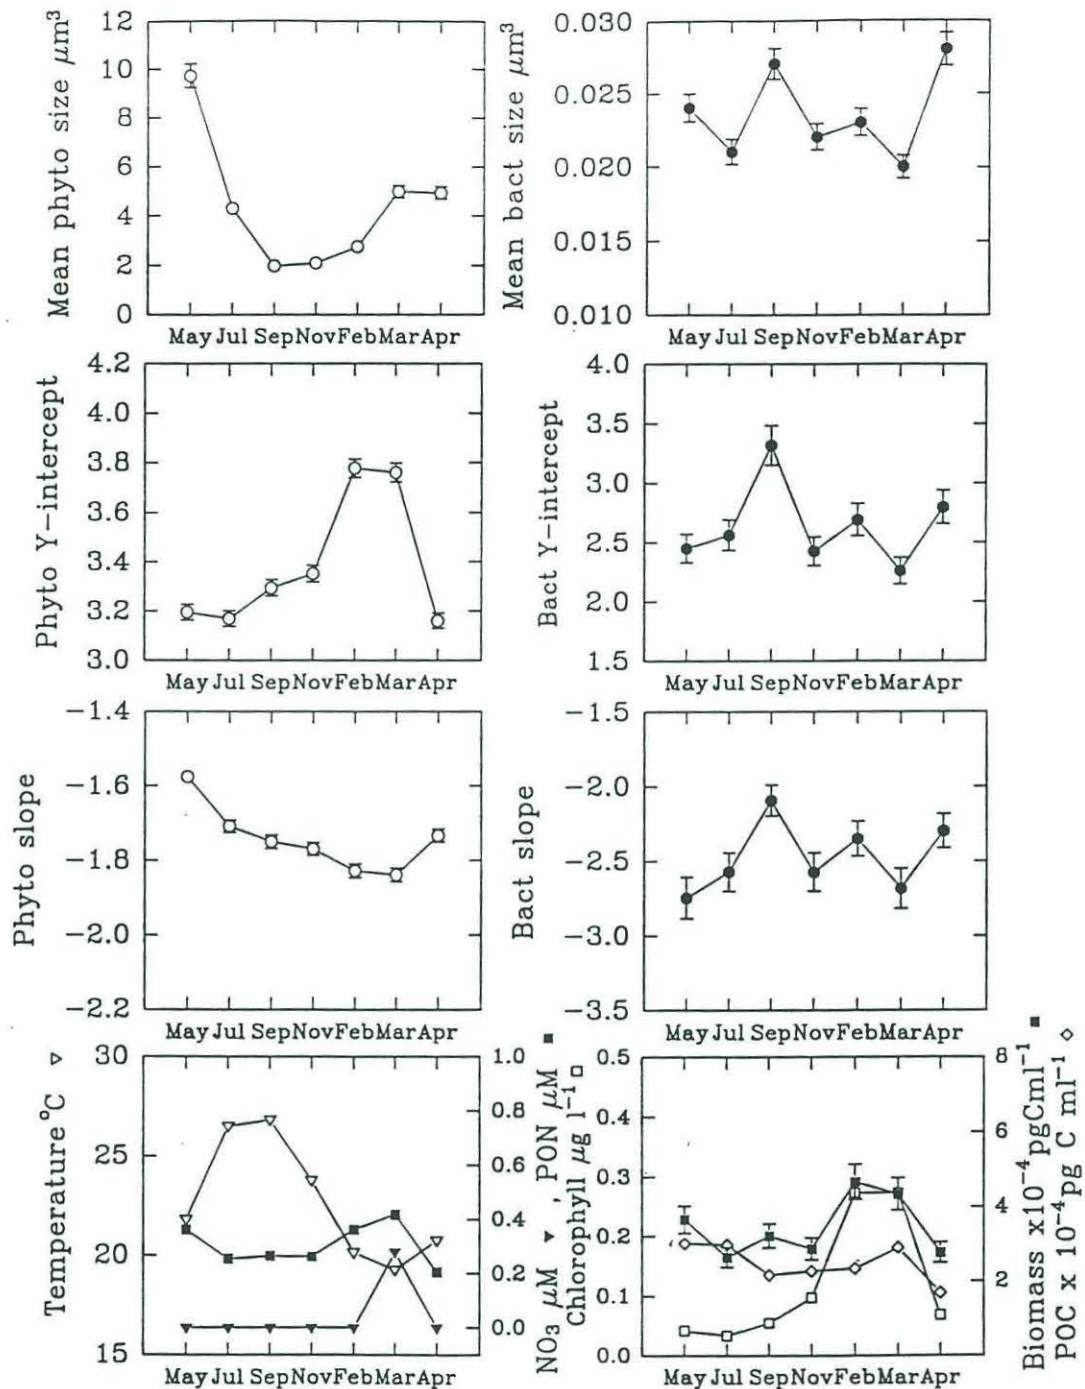 Mean phyto size μm³
12
10
8
6
4
2
0
May Jul Sep Nov Feb Mar Apr
Mean bact size μm³
0.030
0.025
0.020
0.015
0.010
May Jul Sep Nov Feb Mar Apr
Phyto Y-intercept
4.2
4.0
3.8
3.6
3.4
3.2
3.0
May Jul Sep Nov Feb Mar Apr
Bact Y-intercept
4.0
3.5
3.0
2.5
2.0
1.5
May Jul Sep Nov Feb Mar Apr
Phyto slope
-1.4
-1.6
-1.8
-2.0
-2.2
May Jul Sep Nov Feb Mar Apr
Bact slope
-1.5
-2.0
-2.5
-3.0
-3.5
May Jul Sep Nov Feb Mar Apr
Temperature °C ▽
30
25
20
15
May Jul Sep Nov Feb Mar Apr
1.0
0.8
0.6
0.4
0.2
0.0
NO₃ μM ▼ , PON μM ■
Chlorophyll μg l⁻¹ □
0.5
0.4
0.3
0.2
0.1
0.0
May Jul Sep Nov Feb Mar Apr
8
6
4
2
Biomass x10⁻⁴ pgCml⁻¹ ■
POC x 10⁻⁴ pg C ml⁻¹ ◇